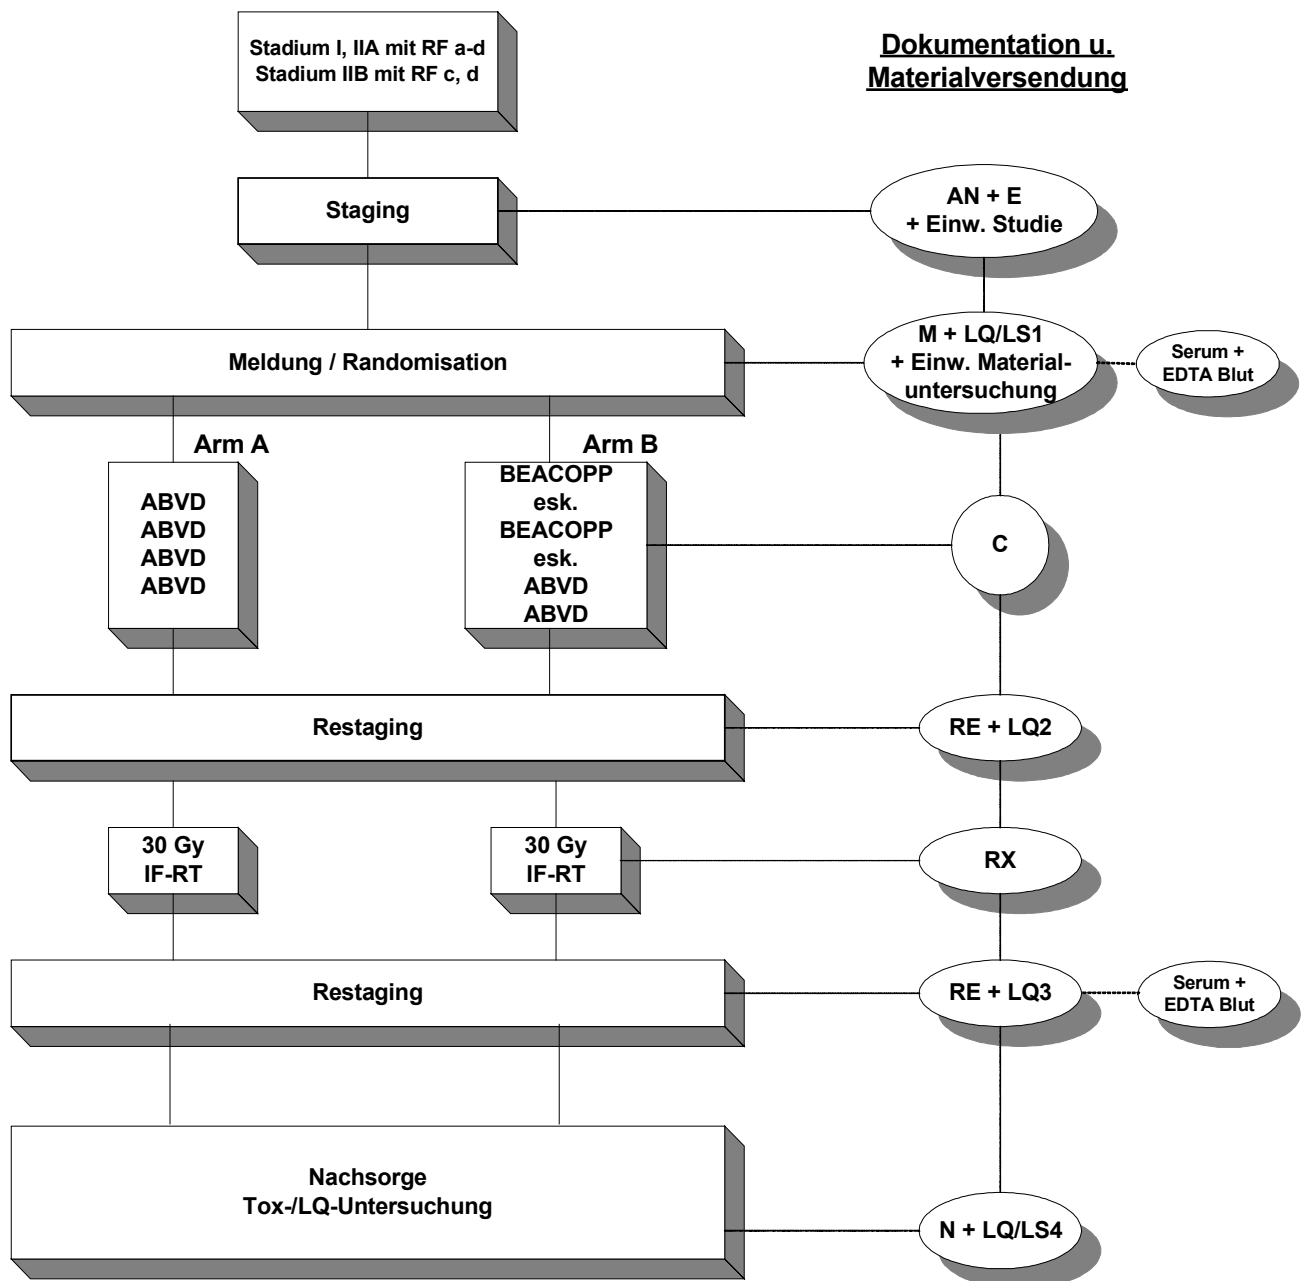 Stadium I, IIA mit RF a-d
Stadium IIB mit RF c, d
Dokumentation u.
Materialversendung
Staging
AN + E
+ Einw. Studie
Meldung / Randomisation
M + LQ/LS1
+ Einw. Material-
untersuchung
Serum +
EDTA Blut
Arm A
Arm B
ABVD
ABVD
ABVD
ABVD
BEACOPP
esk.
BEACOPP
esk.
ABVD
ABVD
C
Restaging
RE + LQ2
30 Gy
IF-RT
30 Gy
IF-RT
RX
Restaging
RE + LQ3
Serum +
EDTA Blut
Nachsorge
Tox-/LQ-Untersuchung
N + LQ/LS4